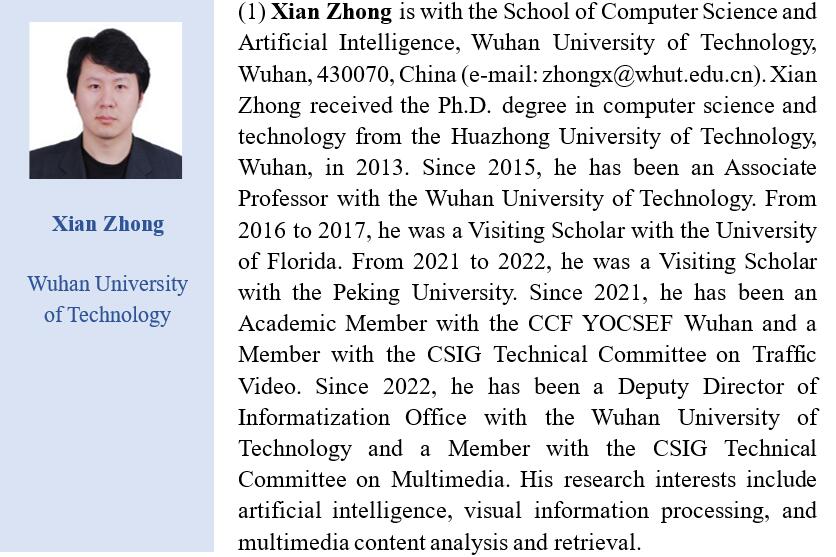 Xian Zhong
Wuhan University
of Technology
(1) Xian Zhong is with the School of Computer Science and
Artificial Intelligence, Wuhan University of Technology,
Wuhan, 430070, China (e-mail: zhongx@whut.edu.cn). Xian
Zhong received the Ph.D. degree in computer science and
technology from the Huazhong University of Technology,
Wuhan, in 2013. Since 2015, he has been an Associate
Professor with the Wuhan University of Technology. From
2016 to 2017, he was a Visiting Scholar with the University
of Florida. From 2021 to 2022, he was a Visiting Scholar
with the Peking University. Since 2021, he has been an
Academic Member with the CCF YOCSEF Wuhan and a
Member with the CSIG Technical Committee on Traffic
Video. Since 2022, he has been a Deputy Director of
Informatization Office with the Wuhan University of
Technology and a Member with the CSIG Technical
Committee on Multimedia. His research interests include
artificial intelligence, visual information processing, and
multimedia content analysis and retrieval.